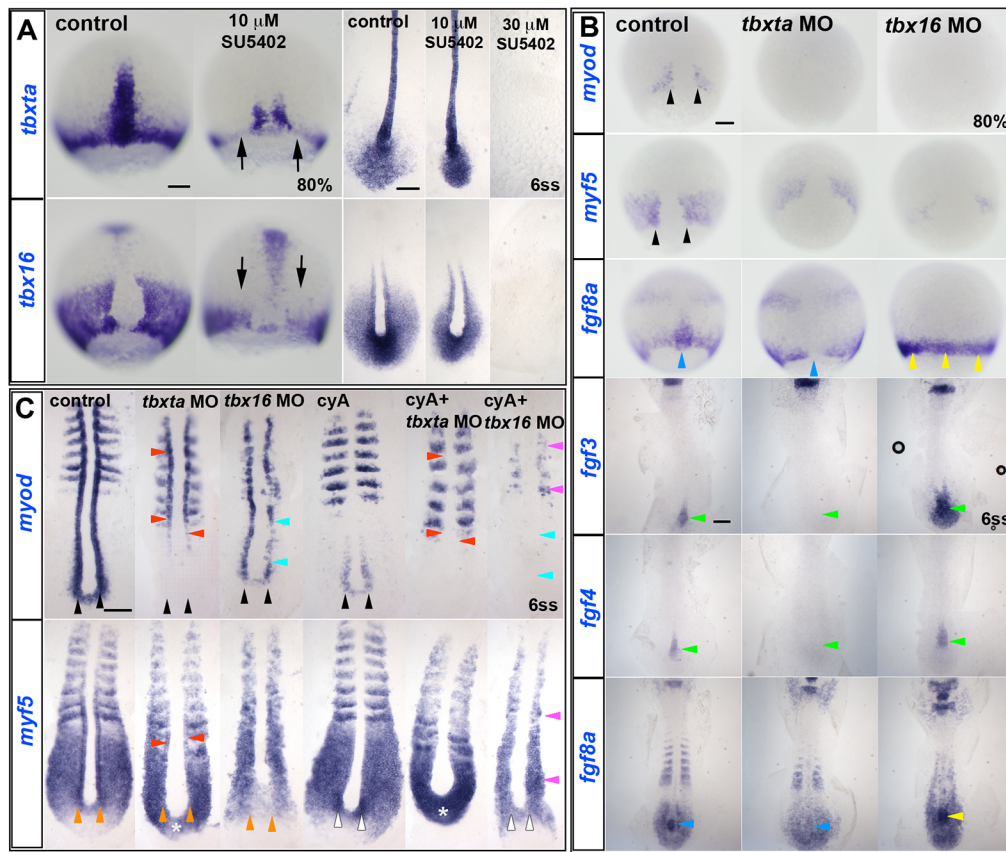 A
control
10 μM
SU5402
control
10 μM
SU5402
30 μM
SU5402
tbxta
80%
6ss
tbx16
B
control
tbxta MO
tbx16 MO
myod
80%
myf5
fgf8a
fgf3
6ss
fgf4
fgf8a
C
control
tbxta MO
tbx16 MO
cyA
cyA+
tbxta MO
cyA+
tbx16 MO
myod
6ss
myf5
*
*